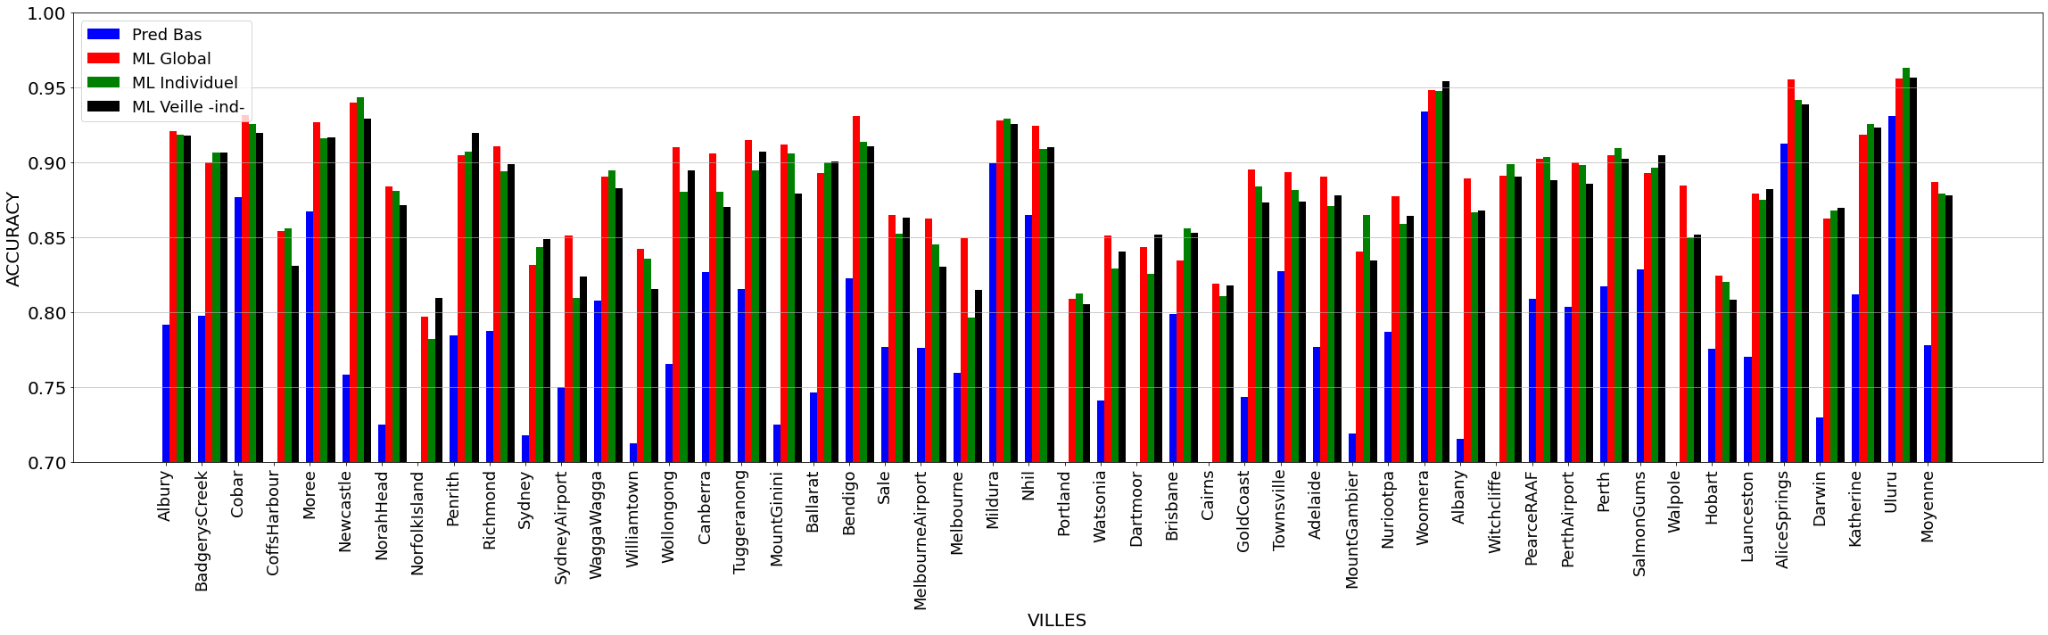 1.00
0.95
0.90
0.85
0.80
0.75
0.70
ACCURACY
Pred Bas
ML Global
ML Individuel
ML Veille -ind-
Albury
BadgerysCreek
Cobar
CoffsHarbour
Moree
Newcastle
NorahHead
NorfolkIsland
Penrith
Richmond
Sydney
SydneyAirport
WaggaWagga
Williamtown
Wollongong
Canberra
Tuggeranong
MountGinini
Ballarat
Bendigo
Sale
MelbourneAirport
Melbourne
Mildura
Nhil
Portland
Watsonia
Dartmoor
Brisbane
Cairns
GoldCoast
Townsville
Adelaide
MountGambier
Nuriootpa
Woomera
Albany
Witchcliffe
PearceRAAF
PerthAirport
Perth
SalmonGums
Walpole
Hobart
Launceston
AliceSprings
Darwin
Katherine
Uluru
Moyenne
VILLES